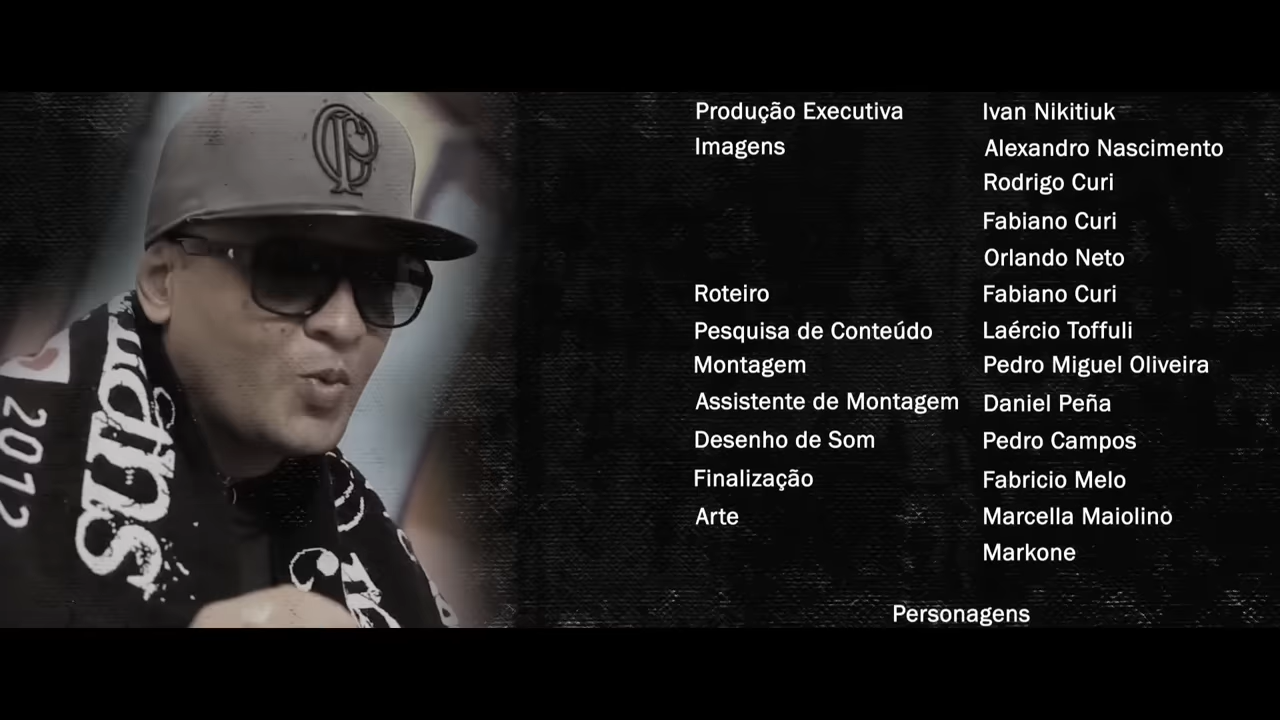 Produção Executiva Ivan Nikitiuk
Imagens Alexandro Nascimento
Rodrigo Curi
Fabiano Curi
Orlando Neto
Roteiro Fabiano Curi
Pesquisa de Conteúdo Laércio Toffuli
Montagem Pedro Miguel Oliveira
Assistente de Montagem Daniel Peña
Desenho de Som Pedro Campos
Finalização Fabricio Melo
Arte Marcella Maiolino
Markone
Personagens
2012